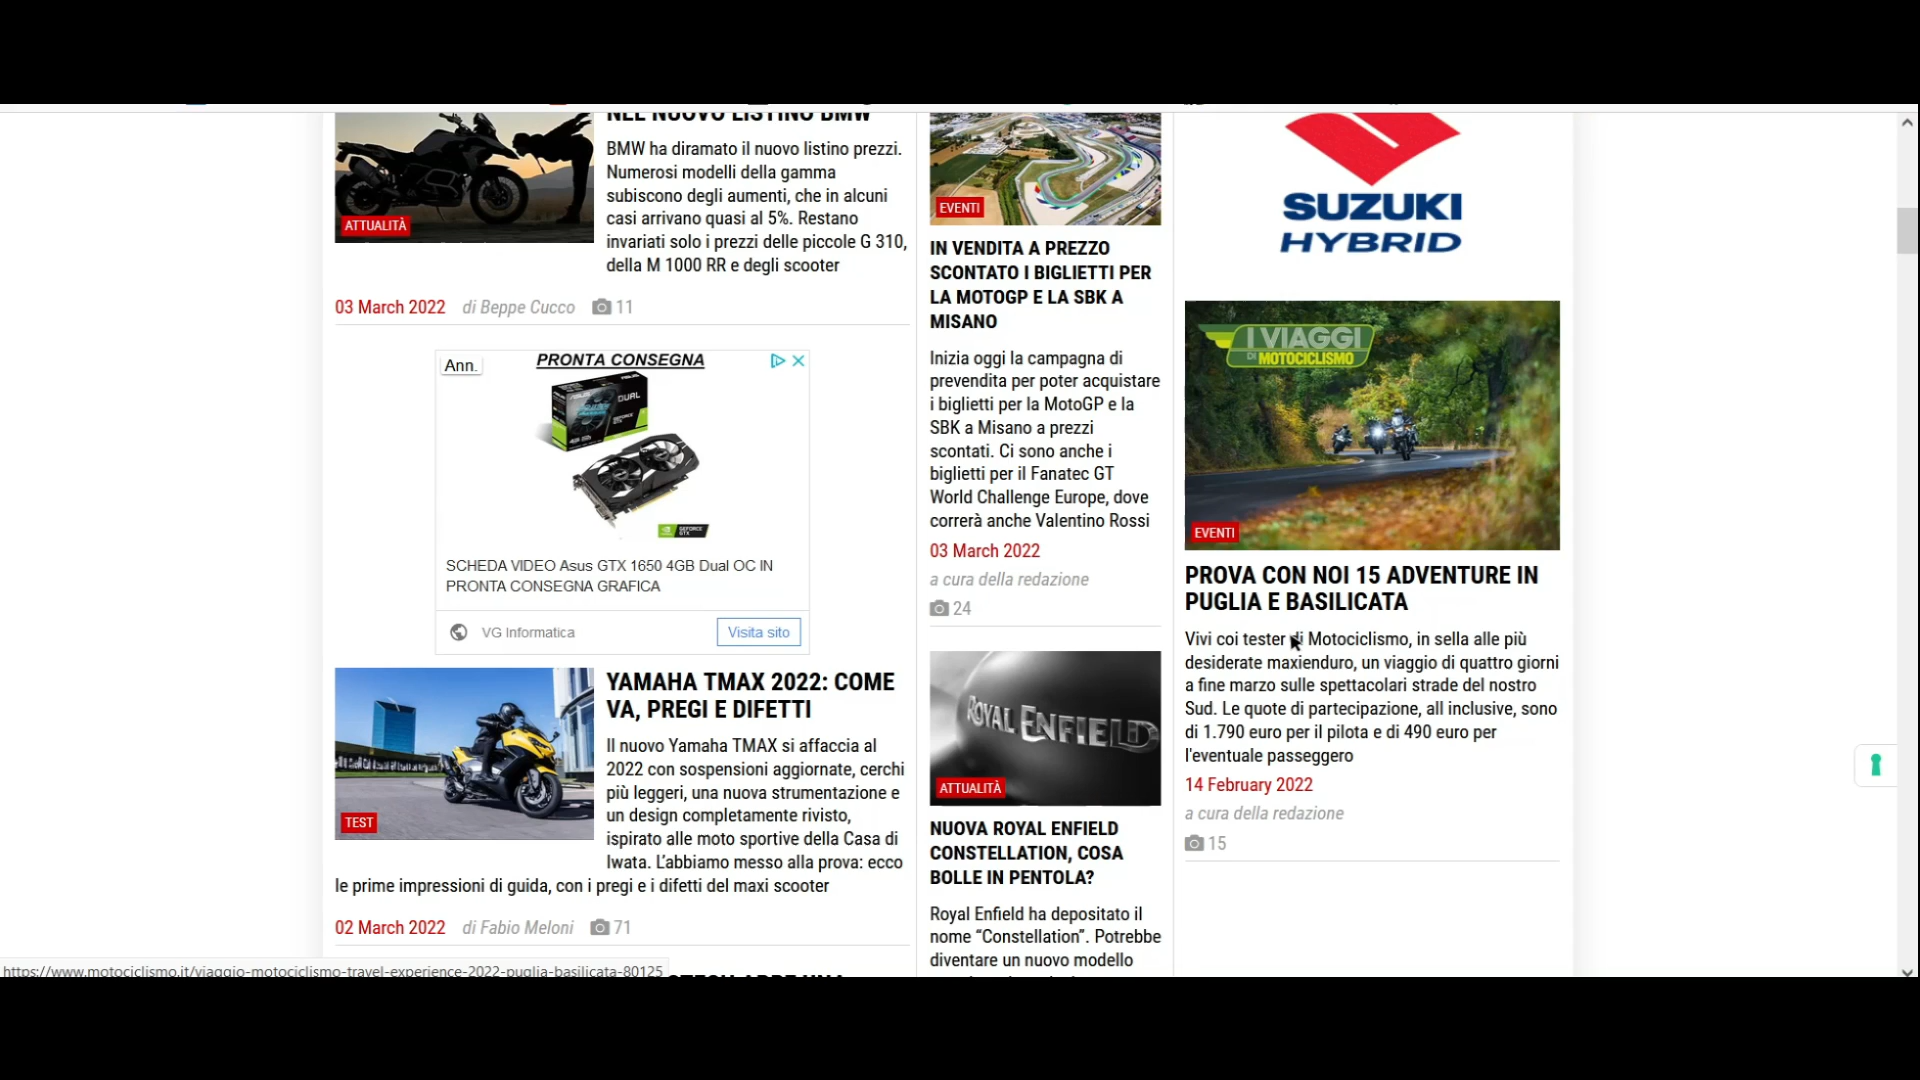 NEL NUOVO LISTINO BMW
BMW ha diramato il nuovo listino prezzi.
Numerosi modelli della gamma
subiscono degli aumenti, che in alcuni
casi arrivano quasi al 5%. Restano
invariati solo i prezzi delle piccole G 310,
della M 1000 RR e degli scooter
ATTUALITÀ
03 March 2022 di Beppe Cucco 11
Ann.
PRONTA CONSEGNA
DUAL
GEFORCE GTX
SCHEDA VIDEO Asus GTX 1650 4GB Dual OC IN
PRONTA CONSEGNA GRAFICA
VG Informatica
Visita sito
YAMAHA TMAX 2022: COME
VA, PREGI E DIFETTI
Il nuovo Yamaha TMAX si affaccia al
2022 con sospensioni aggiornate, cerchi
più leggeri, una nuova strumentazione e
un design completamente rivisto,
ispirato alle moto sportive della Casa di
Iwata. L'abbiamo messo alla prova: ecco
le prime impressioni di guida, con i pregi e i difetti del maxi scooter
TEST
02 March 2022 di Fabio Meloni 71
https://www.motociclismo.it/viaggio-motociclismo-travel-experience-2022-puglia-basilicata-80125
EVENTI
IN VENDITA A PREZZO
SCONTATO I BIGLIETTI PER
LA MOTOGP E LA SBK A
MISANO
Inizia oggi la campagna di
prevendita per poter acquistare
i biglietti per la MotoGP e la
SBK a Misano a prezzi
scontati. Ci sono anche i
biglietti per il Fanatec GT
World Challenge Europe, dove
correrà anche Valentino Rossi
03 March 2022
a cura della redazione
24
ROYAL ENFIELD
ATTUALITÀ
NUOVA ROYAL ENFIELD
CONSTELLATION, COSA
BOLLE IN PENTOLA?
Royal Enfield ha depositato il
nome “Constellation”. Potrebbe
diventare un nuovo modello
SUZUKI
HYBRID
I VIAGGI
DI MOTOCICLISMO
EVENTI
PROVA CON NOI 15 ADVENTURE IN
PUGLIA E BASILICATA
Vivi coi tester di Motociclismo, in sella alle più
desiderate maxienduro, un viaggio di quattro giorni
a fine marzo sulle spettacolari strade del nostro
Sud. Le quote di partecipazione, all inclusive, sono
di 1.790 euro per il pilota e di 490 euro per
l'eventuale passeggero
14 February 2022
a cura della redazione
15